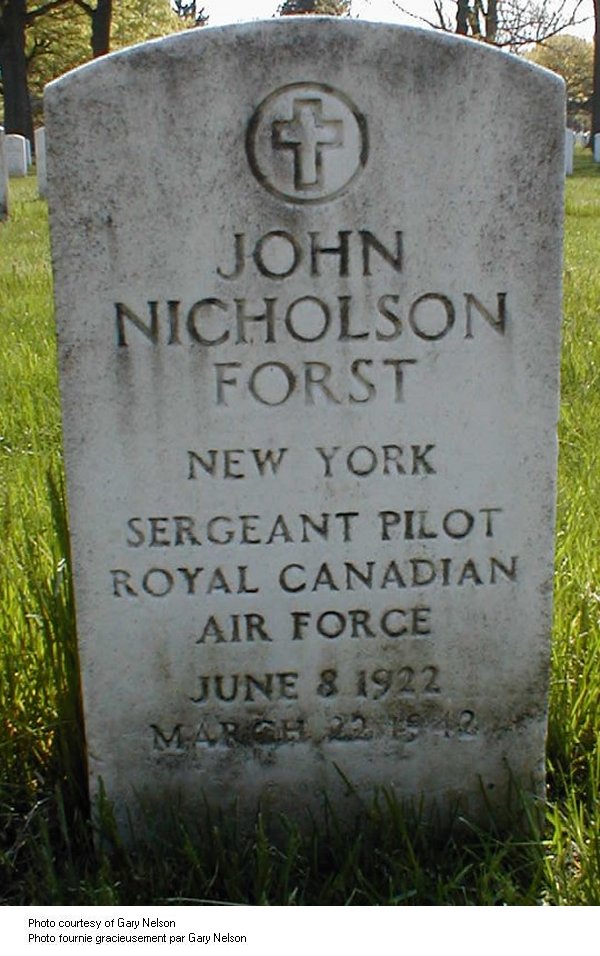 JOHN
NICHOLSON
FORST
NEW YORK
SERGEANT PILOT
ROYAL CANADIAN
AIR FORCE
JUNE 8 1922
MARCH 22 1942
Photo courtesy of Gary Nelson
Photo fournie gracieusement par Gary Nelson